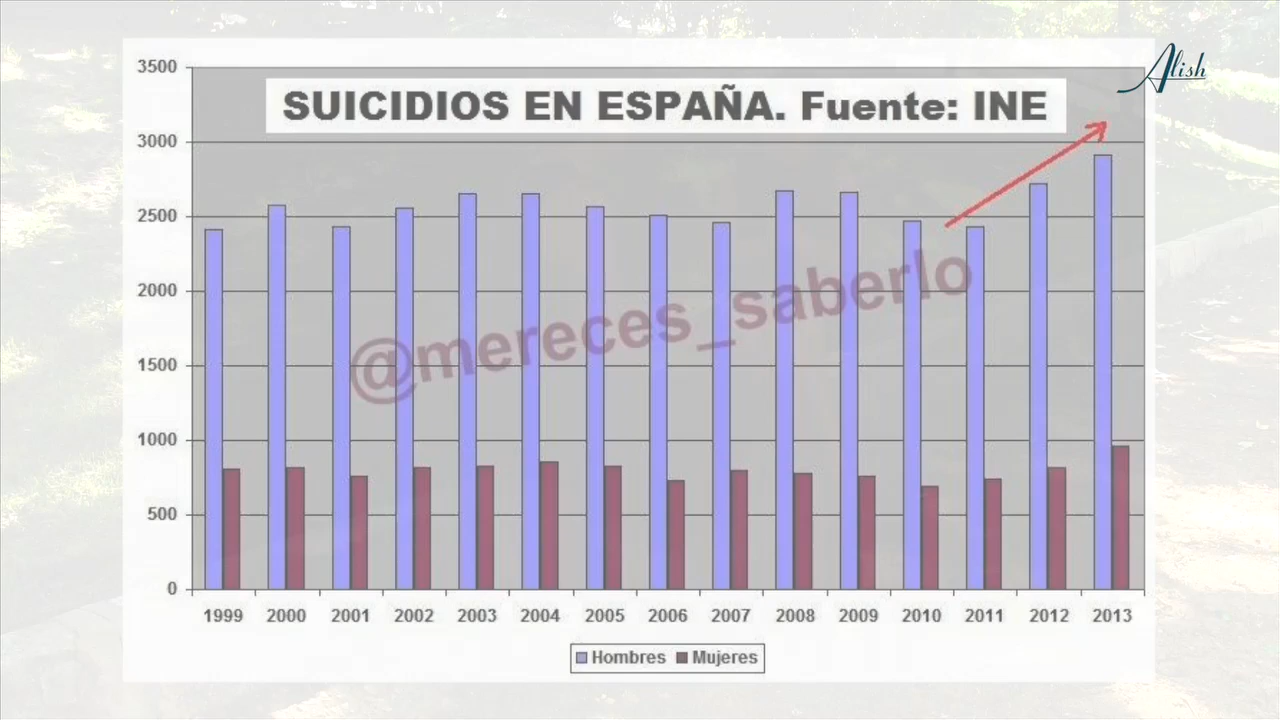 Alish
SUICIDIOS EN ESPAÑA. Fuente: INE
3500
3000
2500
2000
1500
1000
500
0
@mereces_saberlo
1999 2000 2001 2002 2003 2004 2005 2006 2007 2008 2009 2010 2011 2012 2013
Hombres Mujeres